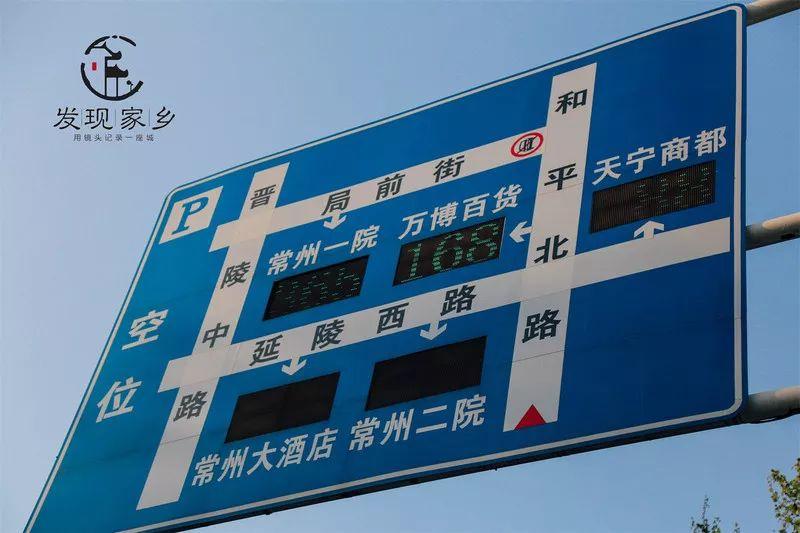 发现家乡
用镜头记录一座城
P
空位
晋陵中路
局前街
和平北路
天宁商都
常州一院
万博百货
168
延陵西路
常州大酒店
常州二院